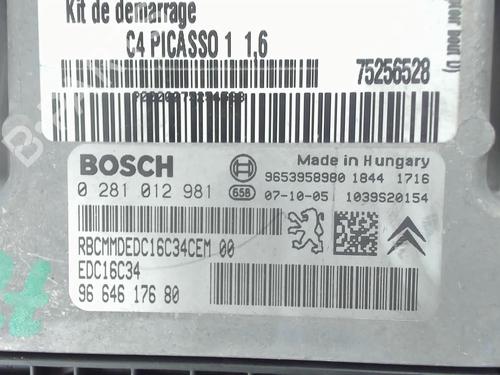 Kit de demarrage
C4 PICASSO 1 1,6
75256528
BOSCH
Made in Hungary
9653958980 1844 1716
0 281 012 981
658
07-10-05
1039S20154
RBCMMDEDC16C34CEM 00
EDC16C34
96 646 176 80